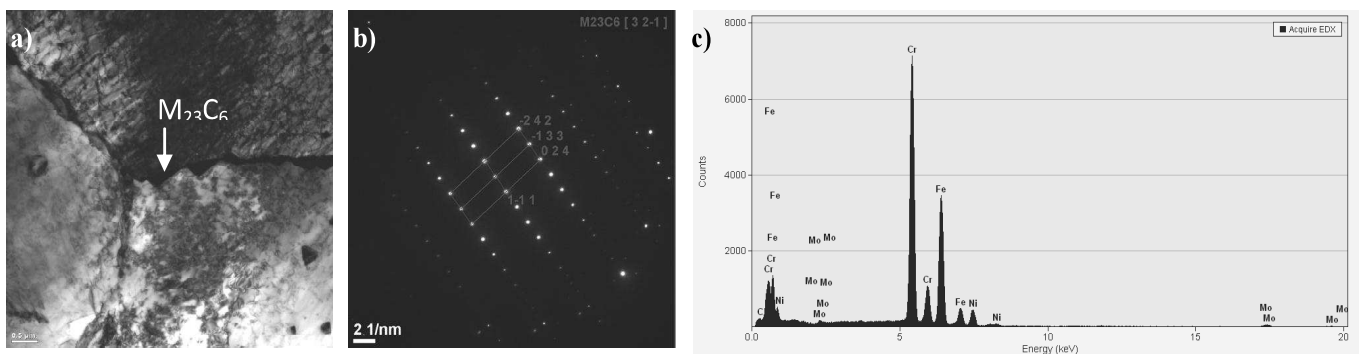 a)
M23C6
0.5 µm
b)
M23C6 [ 3 2-1 ]
-2 4 2
-1 3 3
0 2 4
1-1 1
2 1/nm
c)
Acquire EDX
Counts
8000
6000
4000
2000
0
Cr
Fe
Fe
Fe
Fe
Mo
Mo
Cr
Cr
Mo
Mo
Ni
Mo
Mo
C
Cr
Fe
Ni
Ni
Mo
Mo
Mo
Mo
0.0
5
10
15
20
Energy (keV)